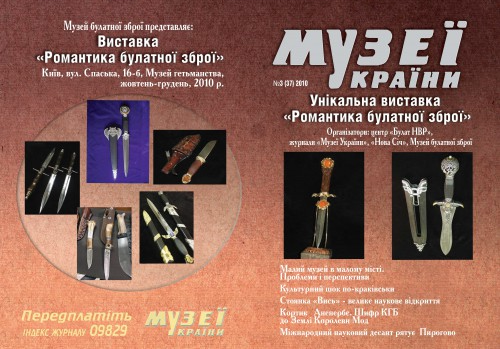 Музей булатної зброї представляє:
Виставка
«Романтика булатної зброї»
Київ, вул. Спаська, 16-б, Музей гетьманства,
жовтень-грудень, 2010 р.
Передплатіть
ІНДЕКС ЖУРНАЛУ 09829
МУЗЕЇ
УКРАЇНИ
МУЗЕЇ
УКРАЇНИ
№3 (37) 2010
Унікальна виставка
«Романтика булатної зброї»
Організатори: центр «Булат НВР»,
журнали «Музеї України», «Нова Січ», Музей булатної зброї
Малий музей в малому місті.
Проблеми і перспективи
Культурний шок по-краківськи
Стоянка «Вись» - велике наукове відкриття
Кортик Аненербе. Шифр КГБ
до Землі Королеви Мод
Міжнародний науковий десант рятує Пирогово